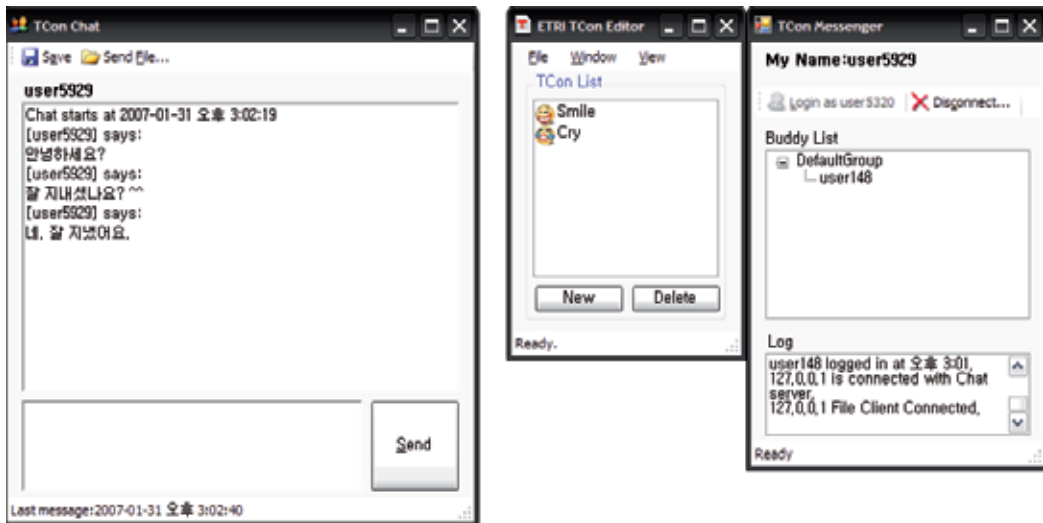 TCon Chat
Save Send File...
user5929
Chat starts at 2007-01-31 오후 3:02:19
[user5929] says:
안녕하세요?
[user5929] says:
잘 지내셨나요? ^^
[user5929] says:
네, 잘 지냈어요.
Send
Last message:2007-01-31 오후 3:02:40
ETRI TCon Editor
File Window View
TCon List
Smile
Cry
New Delete
Ready.
TCon Messenger
My Name:user5929
Login as user5320 Disconnect...
Buddy List
DefaultGroup
user148
Log
user148 logged in at 오후 3:01,
127,0,0,1 is connected with Chat
server,
127,0,0,1 File Client Connected,
Ready